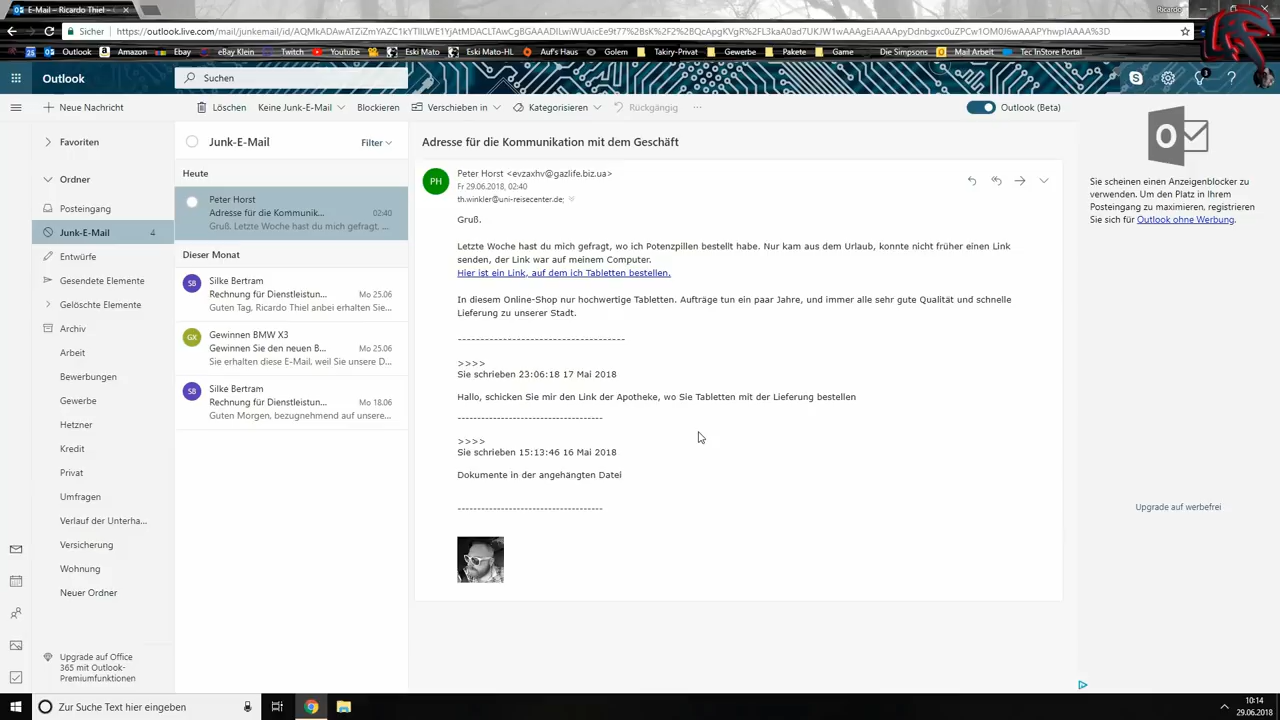 E-Mail – Ricardo Thiel –
Ricardo
Sicher
https://outlook.live.com/mail/junkemail/id/
Outlook Amazon Ebay eBay Klein Twitch Youtube Eski Mato Eski Mato-HL Auf's Haus Golem Takiry-Privat Gewerbe Pakete Game Die Simpsons Mail Arbeit Tec InStore Portal
Outlook
Suchen
3
?
Neue Nachricht
Löschen Keine Junk-E-Mail Blockieren Verschieben in Kategorisieren Rückgängig ...
Outlook (Beta)
Favoriten
Ordner
Posteingang
Junk-E-Mail 4
Entwürfe
Gesendete Elemente
Gelöschte Elemente
Archiv
Arbeit
Bewerbungen
Gewerbe
Hetzner
Kredit
Privat
Umfragen
Verlauf der Unterha...
Versicherung
Wohnung
Neuer Ordner
Upgrade auf Office
365 mit Outlook-
Premiumfunktionen
Junk-E-Mail
Filter
Heute
Peter Horst
Adresse für die Kommunik... 02:40
Gruß. Letzte Woche hast du mich gefragt, ...
Dieser Monat
SB
Silke Bertram
Rechnung für Dienstleistun... Mo 25.06
Guten Tag, Ricardo Thiel anbei erhalten Sie...
GX
Gewinnen BMW X3
Gewinnen Sie den neuen B... Mo 25.06
Sie erhalten diese E-Mail, weil Sie unsere D...
SB
Silke Bertram
Rechnung für Dienstleistun... Mo 18.06
Guten Morgen, bezugnehmend auf unsere...
Adresse für die Kommunikation mit dem Geschäft
PH
Peter Horst <evzaxhv@gazlife.biz.ua>
Fr 29.06.2018, 02:40
th.winkler@uni-reisecenter.de;
Gruß.
Letzte Woche hast du mich gefragt, wo ich Potenzpillen bestellt habe. Nur kam aus dem Urlaub, konnte nicht früher einen Link
senden, der Link war auf meinem Computer.
Hier ist ein Link, auf dem ich Tabletten bestellen.
In diesem Online-Shop nur hochwertige Tabletten. Aufträge tun ein paar Jahre, und immer alle sehr gute Qualität und schnelle
Lieferung zu unserer Stadt.
-------------------------------------
>>>>
Sie schrieben 23:06:18 17 Mai 2018
Hallo, schicken Sie mir den Link der Apotheke, wo Sie Tabletten mit der Lieferung bestellen
-------------------------------------
>>>>
Sie schrieben 15:13:46 16 Mai 2018
Dokumente in der angehängten Datei
-------------------------------------
Sie scheinen einen Anzeigenblocker zu
verwenden. Um den Platz in Ihrem
Posteingang zu maximieren, registrieren
Sie sich für Outlook ohne Werbung.
Upgrade auf werbefrei
Zur Suche Text hier eingeben
10:14
29.06.2018